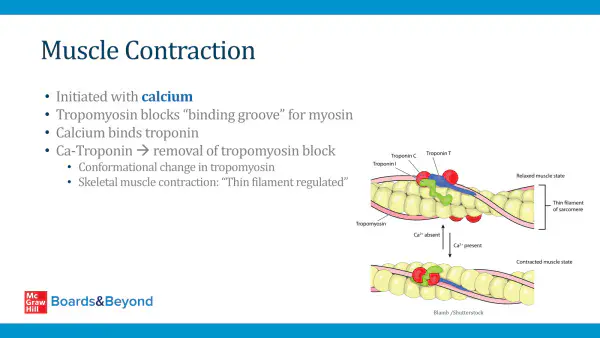 Muscle Contraction
• Initiated with calcium
• Tropomyosin blocks “binding groove” for myosin
• Calcium binds troponin
• Ca-Troponin → removal of tropomyosin block
• Conformational change in tropomyosin
• Skeletal muscle contraction: “Thin filament regulated”
Troponin C
Troponin T
Troponin I
Relaxed muscle state
Thin filament
of sarcomere
Tropomyosin
Ca²⁺ absent
Ca²⁺ present
Contracted muscle state
Blamb /Shutterstock
Mc
Graw
Hill
Boards&Beyond